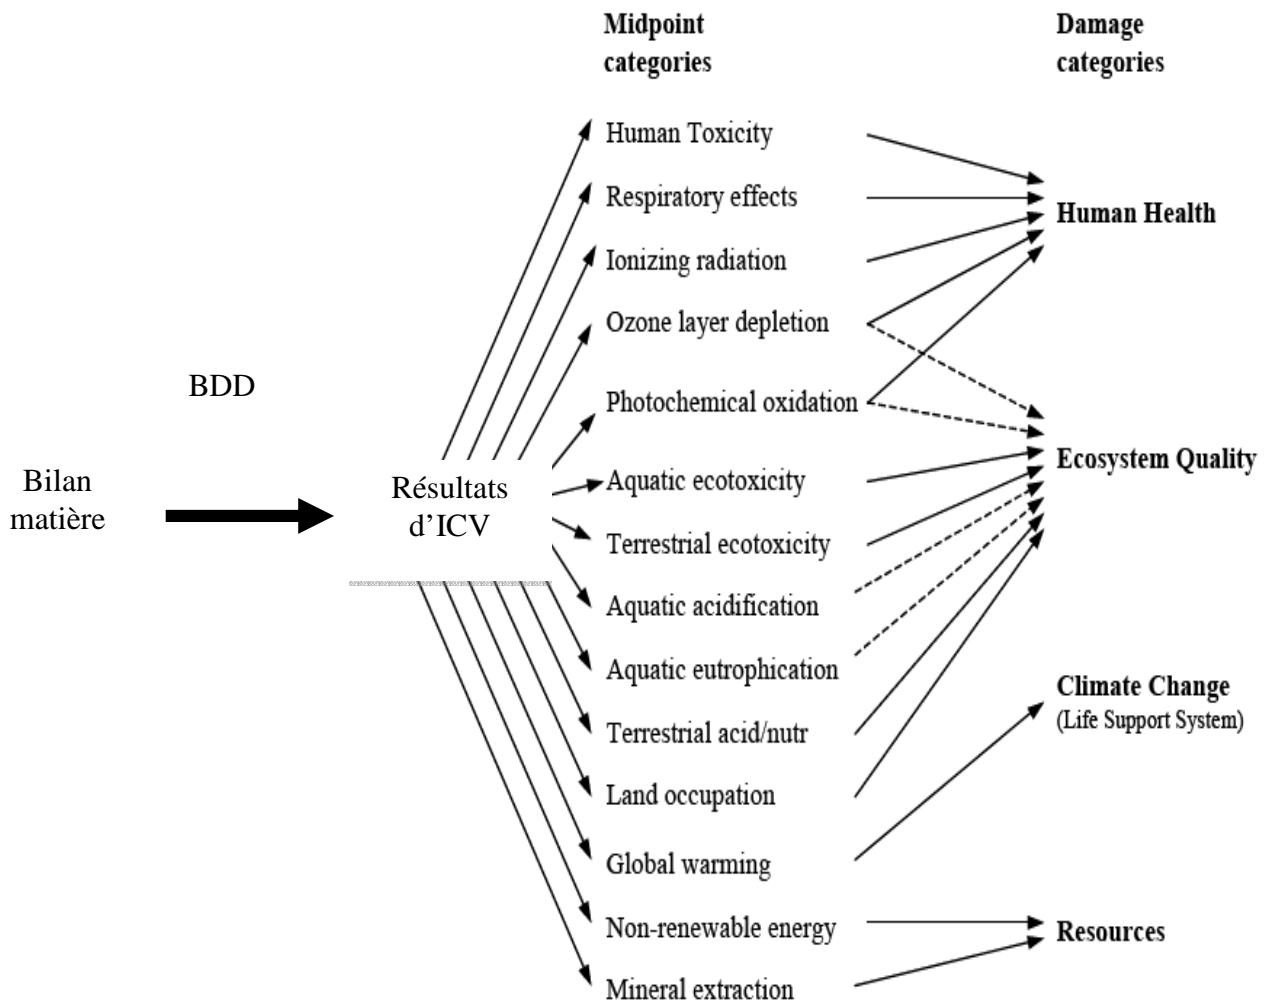 Midpoint
categories
Damage
categories
Human Toxicity
Respiratory effects
Human Health
Ionizing radiation
Ozone layer depletion
BDD
Photochemical oxidation
Ecosystem Quality
Bilan
matière
Résultats
d’ICV
Aquatic ecotoxicity
Terrestrial ecotoxicity
Aquatic acidification
Aquatic eutrophication
Climate Change
(Life Support System)
Terrestrial acid/nutr
Land occupation
Global warming
Non-renewable energy
Resources
Mineral extraction